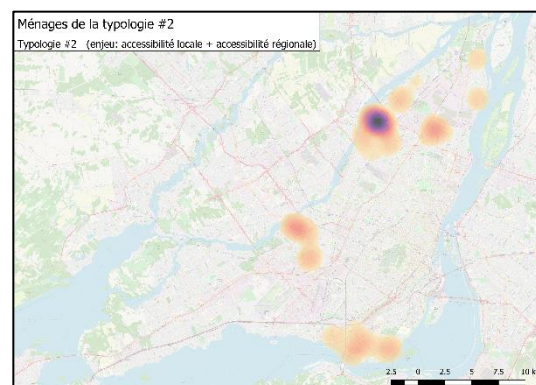 Ménages de la typologie #2
Typologie #2 (enjeu: accessibilité locale + accessibilité régionale)
2.5 0 2.5 5 7.5 10 k